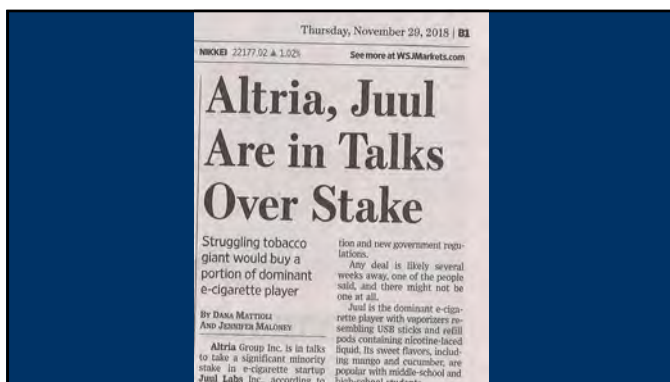 Thursday, November 29, 2018 | B1
NIKKEI 22177.02 ▲ 1.02%
See more at WSJMarkets.com
Altria, Juul
Are in Talks
Over Stake
Struggling tobacco
giant would buy a
portion of dominant
e-cigarette player
BY DANA MATTIOLI
AND JENNIFER MALONEY
Altria Group Inc. is in talks
to take a significant minority
stake in e-cigarette startup
Juul Labs Inc., according to
tion and new government regu-
lations.
Any deal is likely several
weeks away, one of the people
said, and there might not be
one at all.
Juul is the dominant e-ciga-
rette player with vaporizers re-
sembling USB sticks and refill
pods containing nicotine-laced
liquid. Its sweet flavors, includ-
ing mango and cucumber, are
popular with middle-school and
high-school students